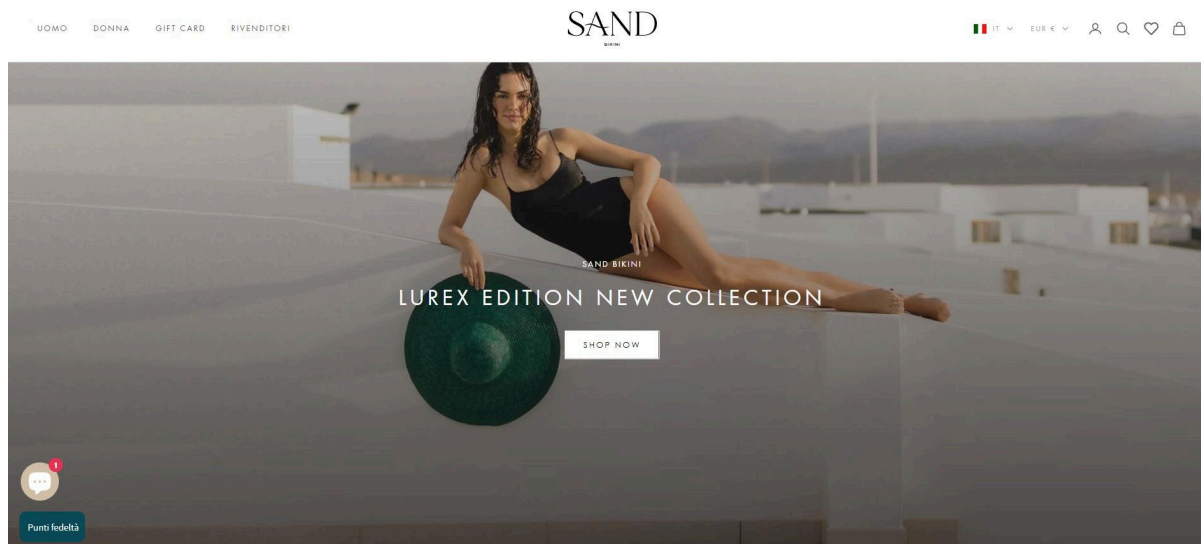 UOMO DONNA GIFT CARD RIVENDITORI
SAND
BIKINI
IT EUR €
SAND BIKINI
LUREX EDITION NEW COLLECTION
SHOP NOW
1
Punti fedeltà